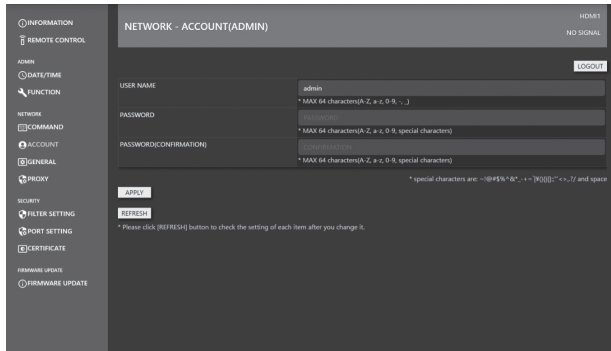 INFORMATION
REMOTE CONTROL
ADMIN
DATE/TIME
FUNCTION
NETWORK
COMMAND
ACCOUNT
GENERAL
PROXY
SECURITY
FILTER SETTING
PORT SETTING
CERTIFICATE
FIRMWARE UPDATE
FIRMWARE UPDATE
NETWORK - ACCOUNT(ADMIN)
HDMI1
NO SIGNAL
LOGOUT
USER NAME
admin
* MAX 64 characters(A-Z, a-z, 0-9, -, _)
PASSWORD
PASSWORD
* MAX 64 characters(A-Z, a-z, 0-9, special characters)
PASSWORD(CONFIRMATION)
CONFIRMATION
* MAX 64 characters(A-Z, a-z, 0-9, special characters)
* special characters are: and space
APPLY
REFRESH
* Please click [REFRESH] button to check the setting of each item after you change it.